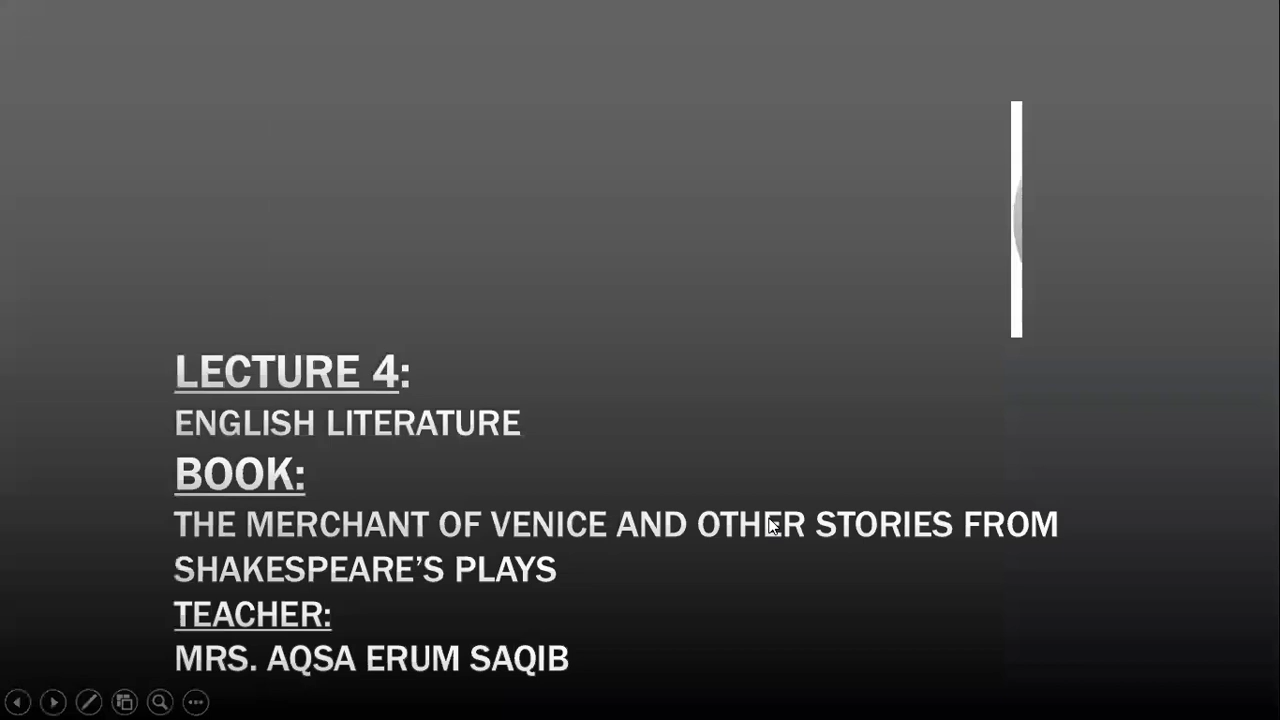 LECTURE 4:
ENGLISH LITERATURE
BOOK:
THE MERCHANT OF VENICE AND OTHER STORIES FROM
SHAKESPEARE’S PLAYS
TEACHER:
MRS. AQSA ERUM SAQIB